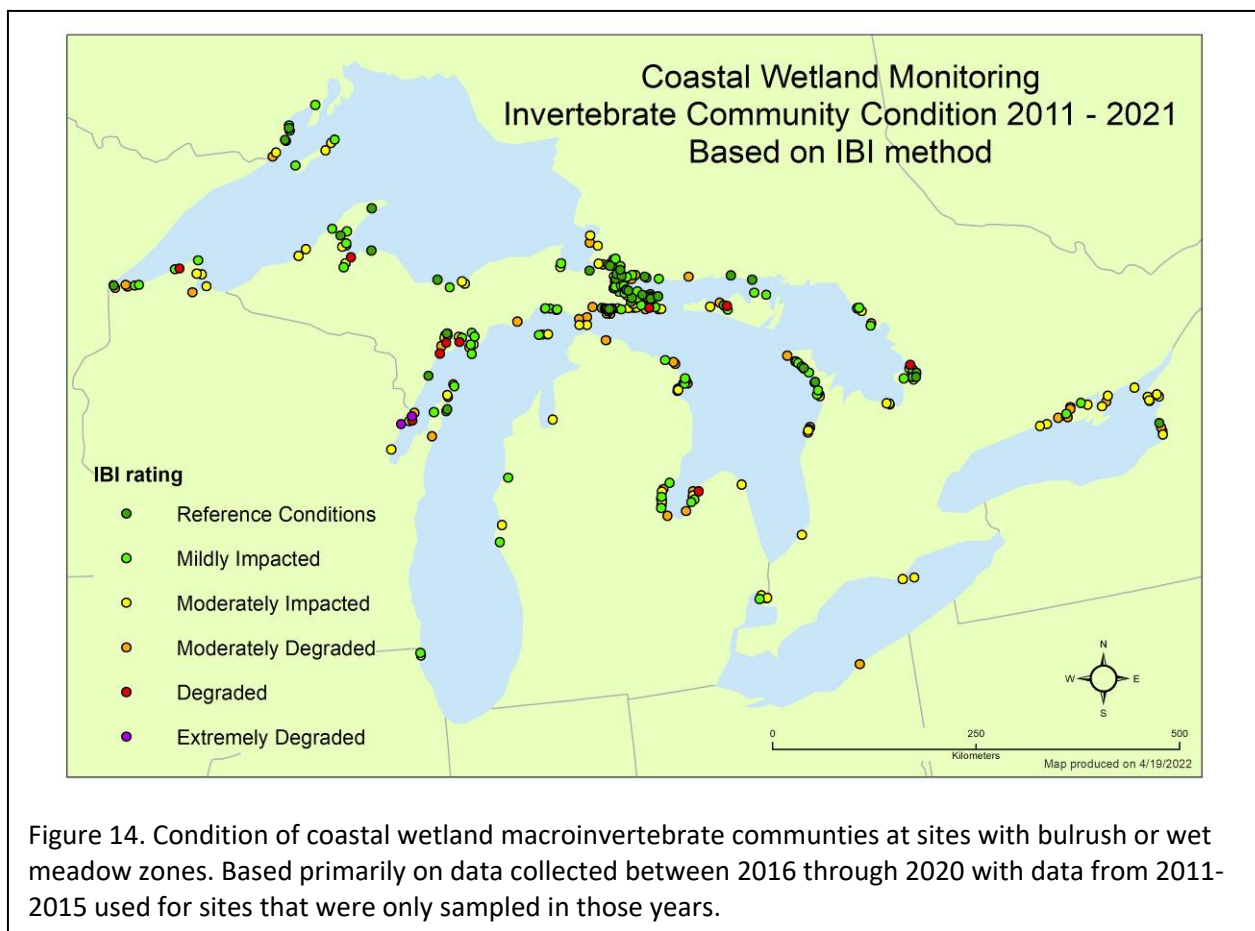 Coastal Wetland Monitoring
Invertebrate Community Condition 2011 - 2021
Based on IBI method
IBI rating
Reference Conditions
Mildly Impacted
Moderately Impacted
Moderately Degraded
Degraded
Extremely Degraded
N
W E
S
0 250 500
Kilometers
Map produced on 4/19/2022
Figure 14. Condition of coastal wetland macroinvertebrate communties at sites with bulrush or wet
meadow zones. Based primarily on data collected between 2016 through 2020 with data from 2011-
2015 used for sites that were only sampled in those years.